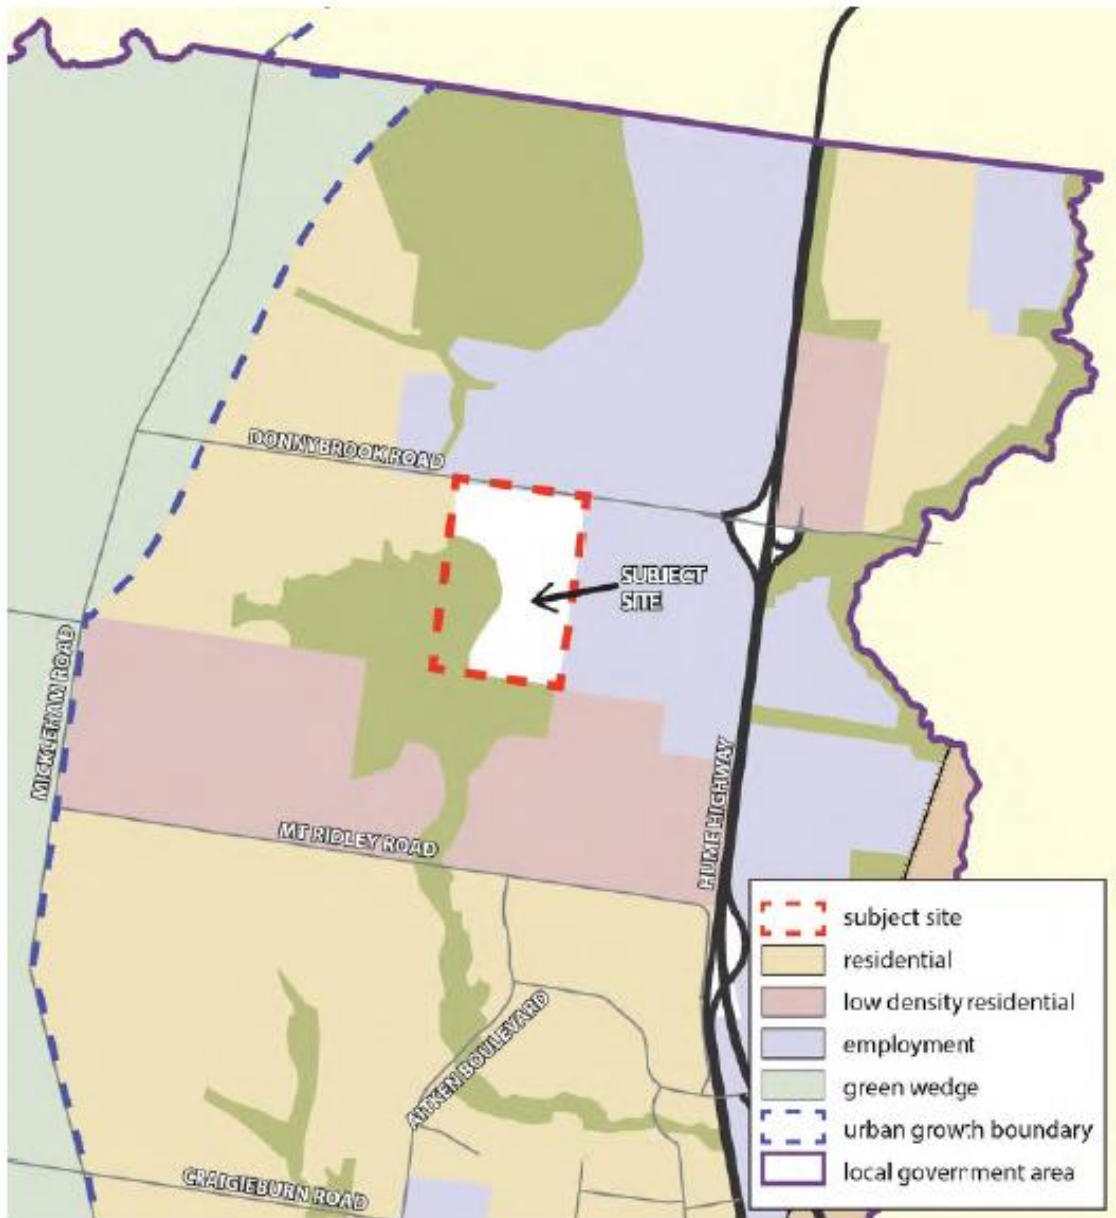 DONNYBROOK ROAD
SUBJECT
SITE
MICKLEHAM ROAD
HUME HIGHWAY
MT RIDLEY ROAD
AITKEN BOULEVARD
CRAIGIEBURN ROAD
subject site
residential
low density residential
employment
green wedge
urban growth boundary
local government area